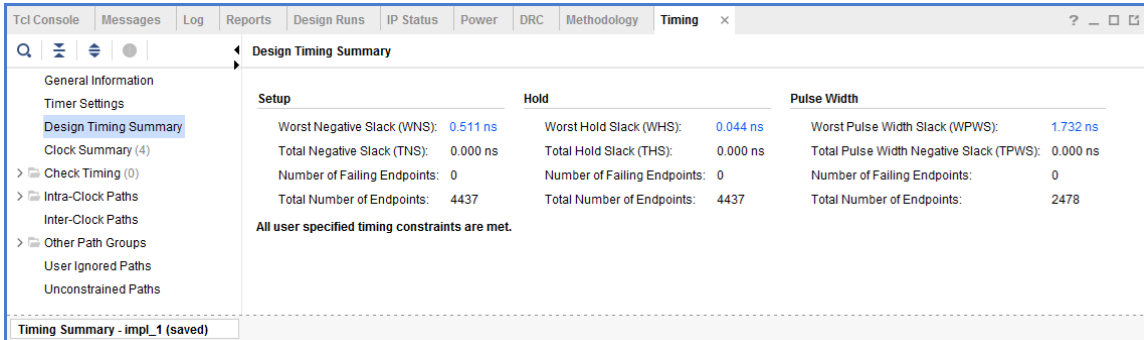 Tcl Console Messages Log Reports Design Runs IP Status Power DRC Methodology Timing × ? _
Design Timing Summary
General Information
Timer Settings
Design Timing Summary
Clock Summary (4)
> Check Timing (0)
> Intra-Clock Paths
Inter-Clock Paths
> Other Path Groups
User Ignored Paths
Unconstrained Paths
Setup Hold Pulse Width
Worst Negative Slack (WNS): 0.511 ns Worst Hold Slack (WHS): 0.044 ns Worst Pulse Width Slack (WPWS): 1.732 ns
Total Negative Slack (TNS): 0.000 ns Total Hold Slack (THS): 0.000 ns Total Pulse Width Negative Slack (TPWS): 0.000 ns
Number of Failing Endpoints: 0 Number of Failing Endpoints: 0 Number of Failing Endpoints: 0
Total Number of Endpoints: 4437 Total Number of Endpoints: 4437 Total Number of Endpoints: 2478
All user specified timing constraints are met.
Timing Summary - impl_1 (saved)